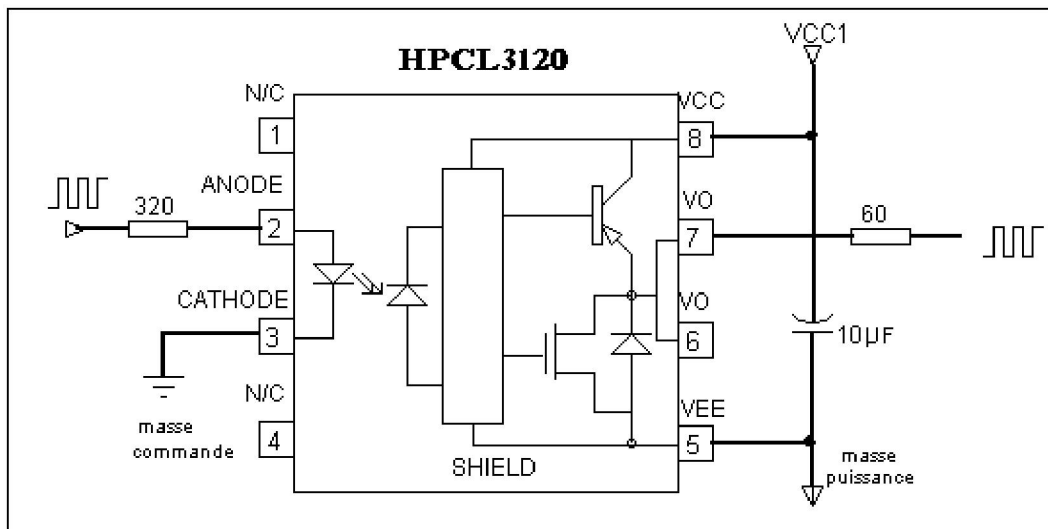 HPCL3120
VCC1
N/C
1
VCC
8
ANODE
320
2
VO
7
60
CATHODE
3
VO
6
10µF
N/C
4
masse
commande
VEE
5
SHIELD
masse
puissance